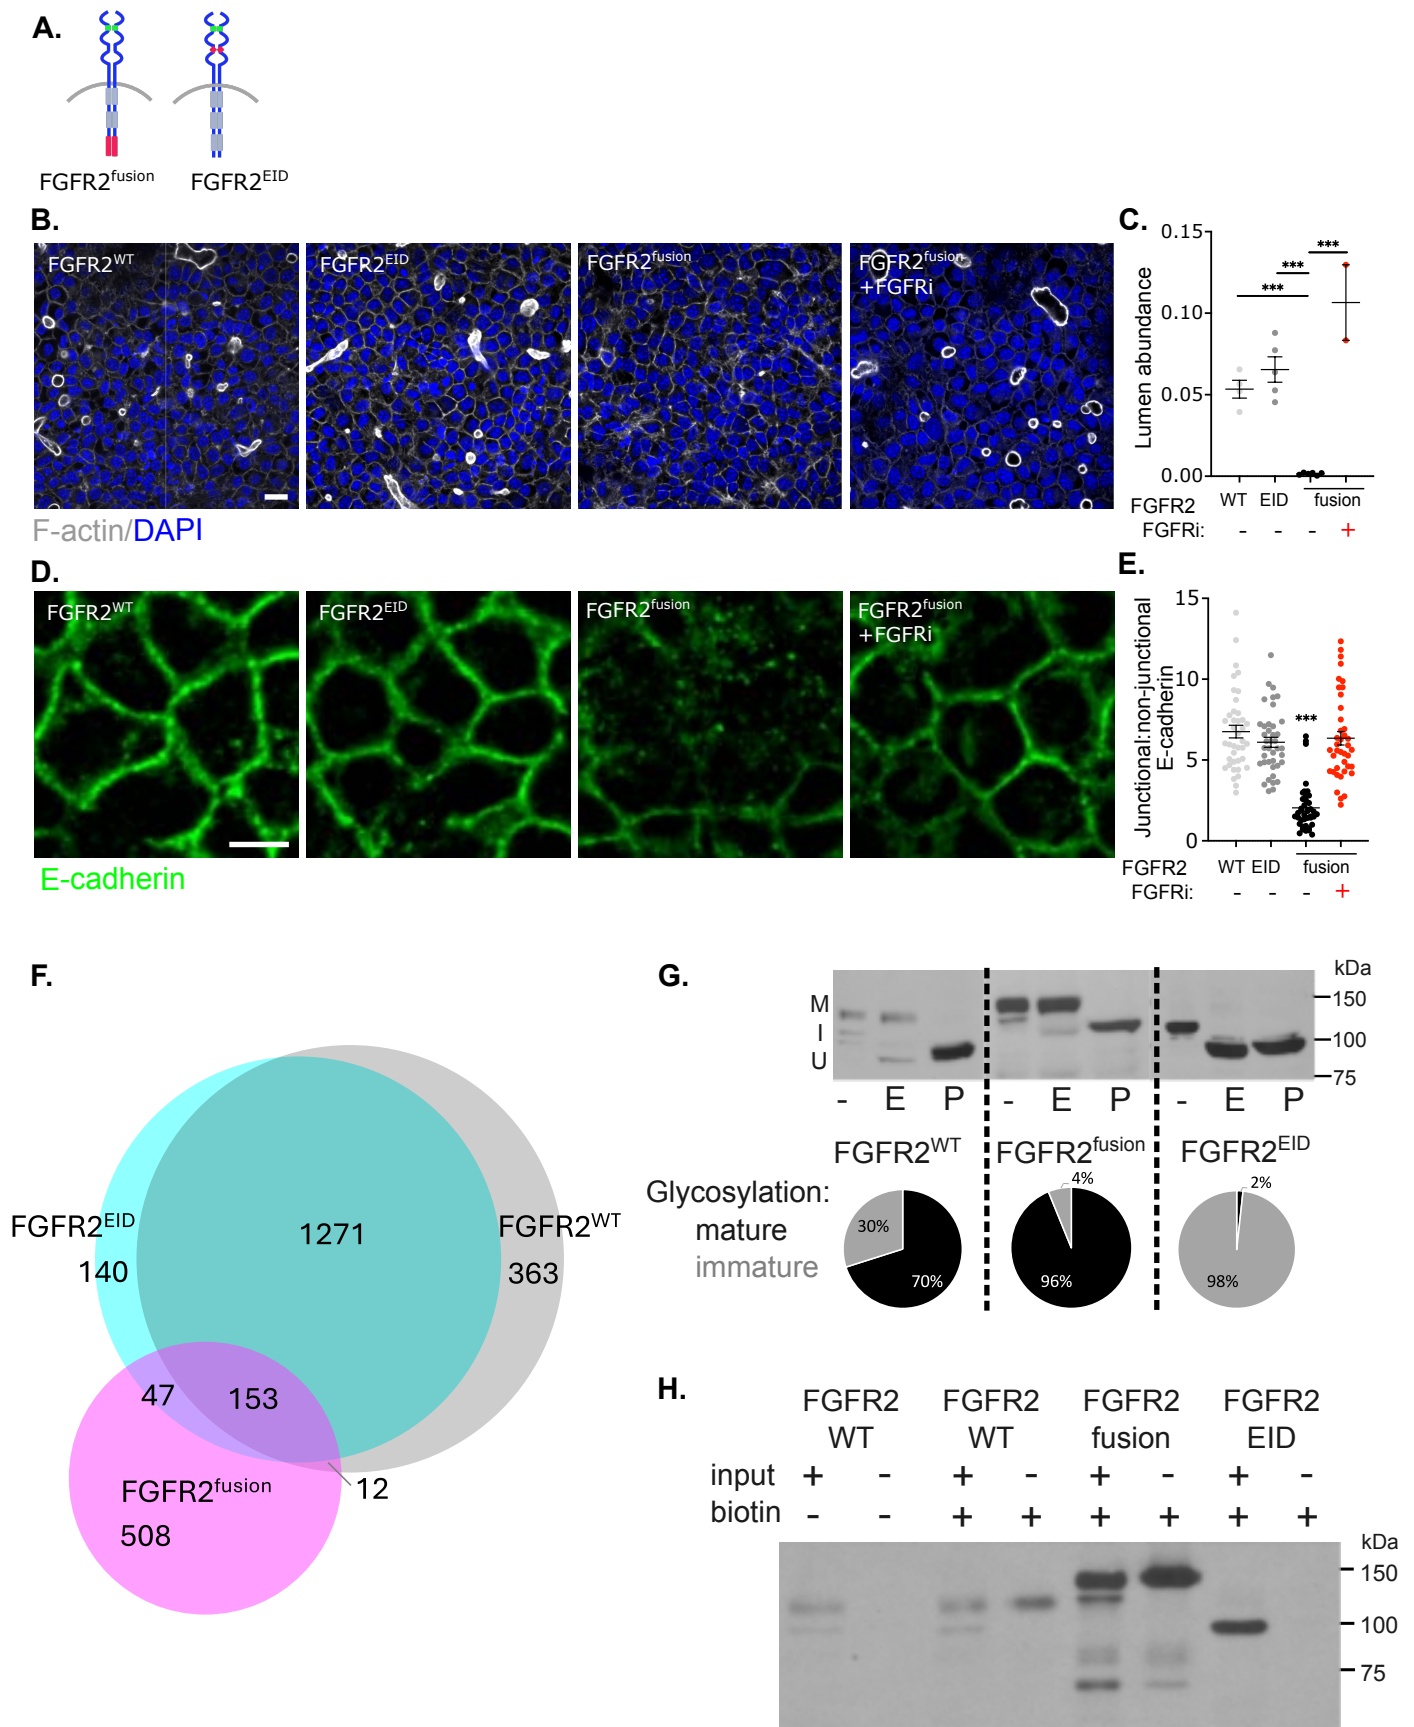 A.
FGFR2fusion FGFR2EID
B.
FGFR2WT
FGFR2EID
FGFR2fusion
FGFR2fusion
+FGFRi
F-actin/DAPI
C.
Lumen abundance
0.15
0.10
0.05
0.00
***
***
***
WT EID fusion
FGFR2
FGFRi: - - - +
D.
FGFR2WT
FGFR2EID
FGFR2fusion
FGFR2fusion
+FGFRi
E-cadherin
E.
Junctional:non-junctional
E-cadherin
15
10
5
0
***
FGFR2 WT EID fusion
FGFRi: - - - +
F.
FGFR2EID
140
1271
FGFR2WT
363
47
153
12
FGFR2fusion
508
G.
kDa
150
100
75
M
I
U
- E P - E P - E P
FGFR2WT FGFR2fusion FGFR2EID
Glycosylation:
mature
immature
30%
70%
4%
96%
2%
98%
H.
FGFR2 FGFR2 FGFR2 FGFR2
WT WT fusion EID
input + - + - + - + -
biotin - - + + + + + +
kDa
150
100
75